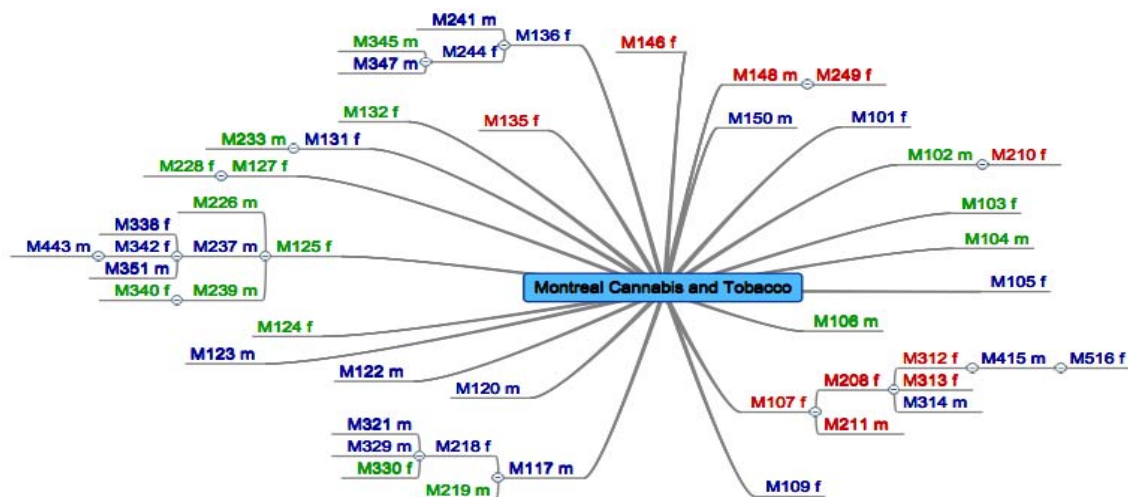 M241 m
M136 f
M345 m
M244 f
M347 m
M146 f
M148 m
M249 f
M132 f
M135 f
M150 m
M101 f
M233 m
M131 f
M102 m
M210 f
M228 f
M127 f
M226 m
M103 f
M338 f
M443 m
M342 f
M237 m
M125 f
M104 m
M351 m
M340 f
M239 m
Montreal Cannabis and Tobacco
M105 f
M124 f
M106 m
M123 m
M122 m
M120 m
M312 f
M415 m
M516 f
M107 f
M208 f
M313 f
M314 m
M211 m
M321 m
M329 m
M218 f
M117 m
M330 f
M219 m
M109 f